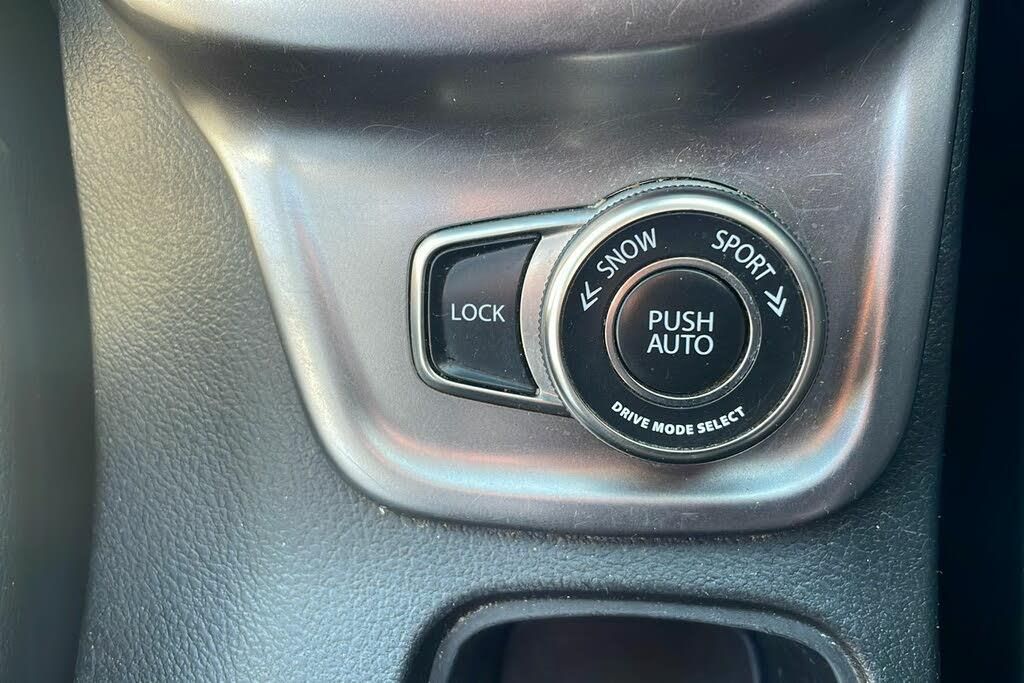 SNOW
SPORT
LOCK
PUSH
AUTO
DRIVE MODE SELECT